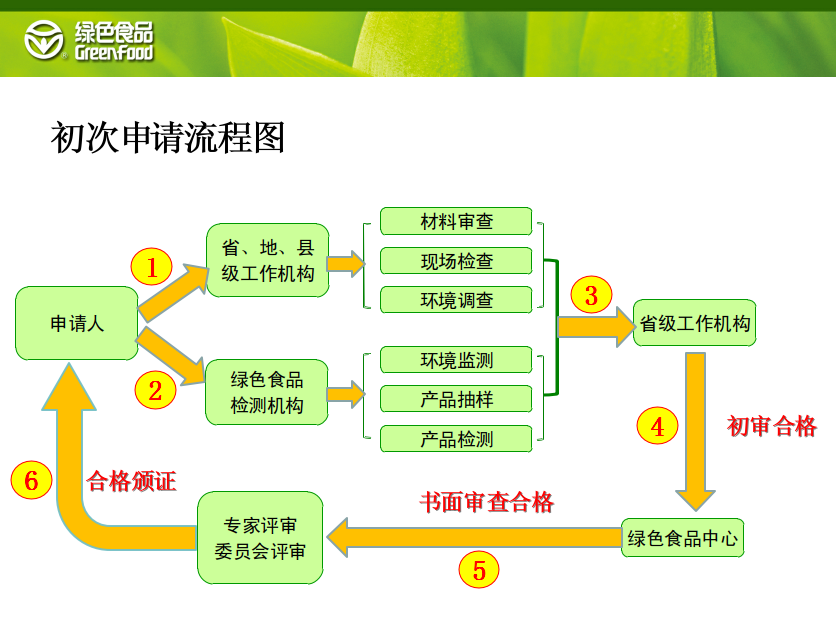 绿色食品
GreenFood
初次申请流程图
材料审查
省、地、县
级工作机构
1
现场检查
3
环境调查
申请人
省级工作机构
绿色食品
检测机构
2
环境监测
产品抽样
产品检测
4
初审合格
6
合格颁证
书面审查合格
专家评审
委员会评审
绿色食品中心
5